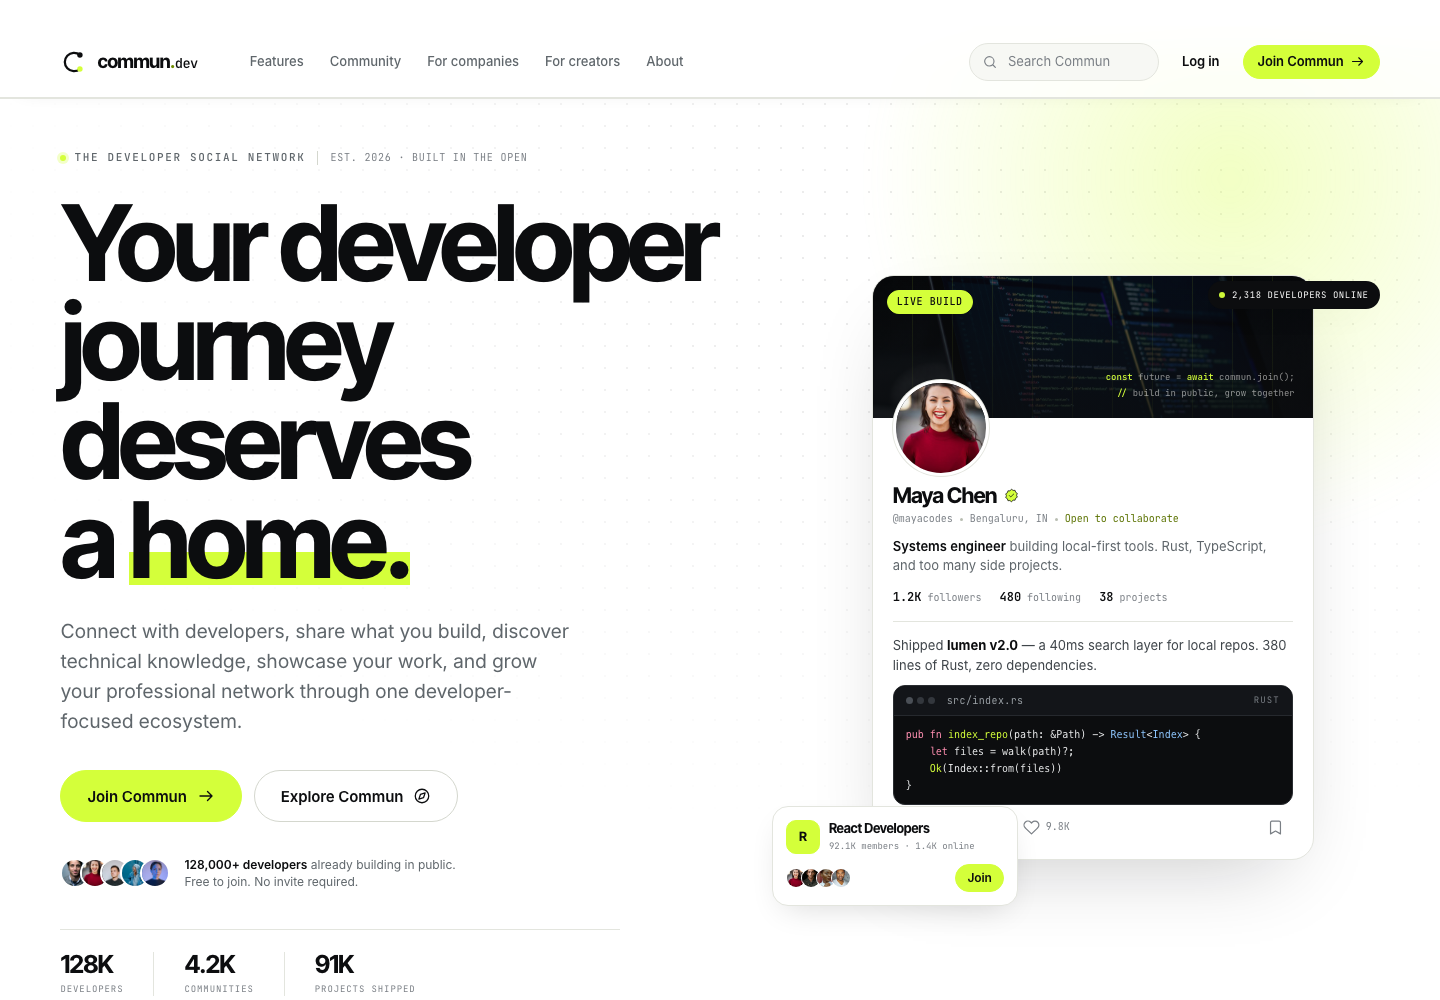 commun.dev
Features Community For companies For creators About
Search Commun
Log in
Join Commun →
THE DEVELOPER SOCIAL NETWORK | EST. 2026 · BUILT IN THE OPEN
Your developer
journey
deserves
a home.
Connect with developers, share what you build, discover
technical knowledge, showcase your work, and grow
your professional network through one developer-
focused ecosystem.
Join Commun →
Explore Commun
128,000+ developers already building in public.
Free to join. No invite required.
128K
DEVELOPERS
4.2K
COMMUNITIES
91K
PROJECTS SHIPPED
LIVE BUILD
2,318 DEVELOPERS ONLINE
const future = await commun.join();
// build in public, grow together
Maya Chen
@mayacodes • Bengaluru, IN • Open to collaborate
Systems engineer building local-first tools. Rust, TypeScript,
and too many side projects.
1.2K followers 480 following 38 projects
Shipped lumen v2.0 — a 40ms search layer for local repos. 380
lines of Rust, zero dependencies.
src/index.rs RUST
pub fn index_repo(path: &Path) -> Result<Index> {
let files = walk(path)?;
Ok(Index::from(files))
}
9.8K
R
React Developers
92.1K members · 1.4K online
Join